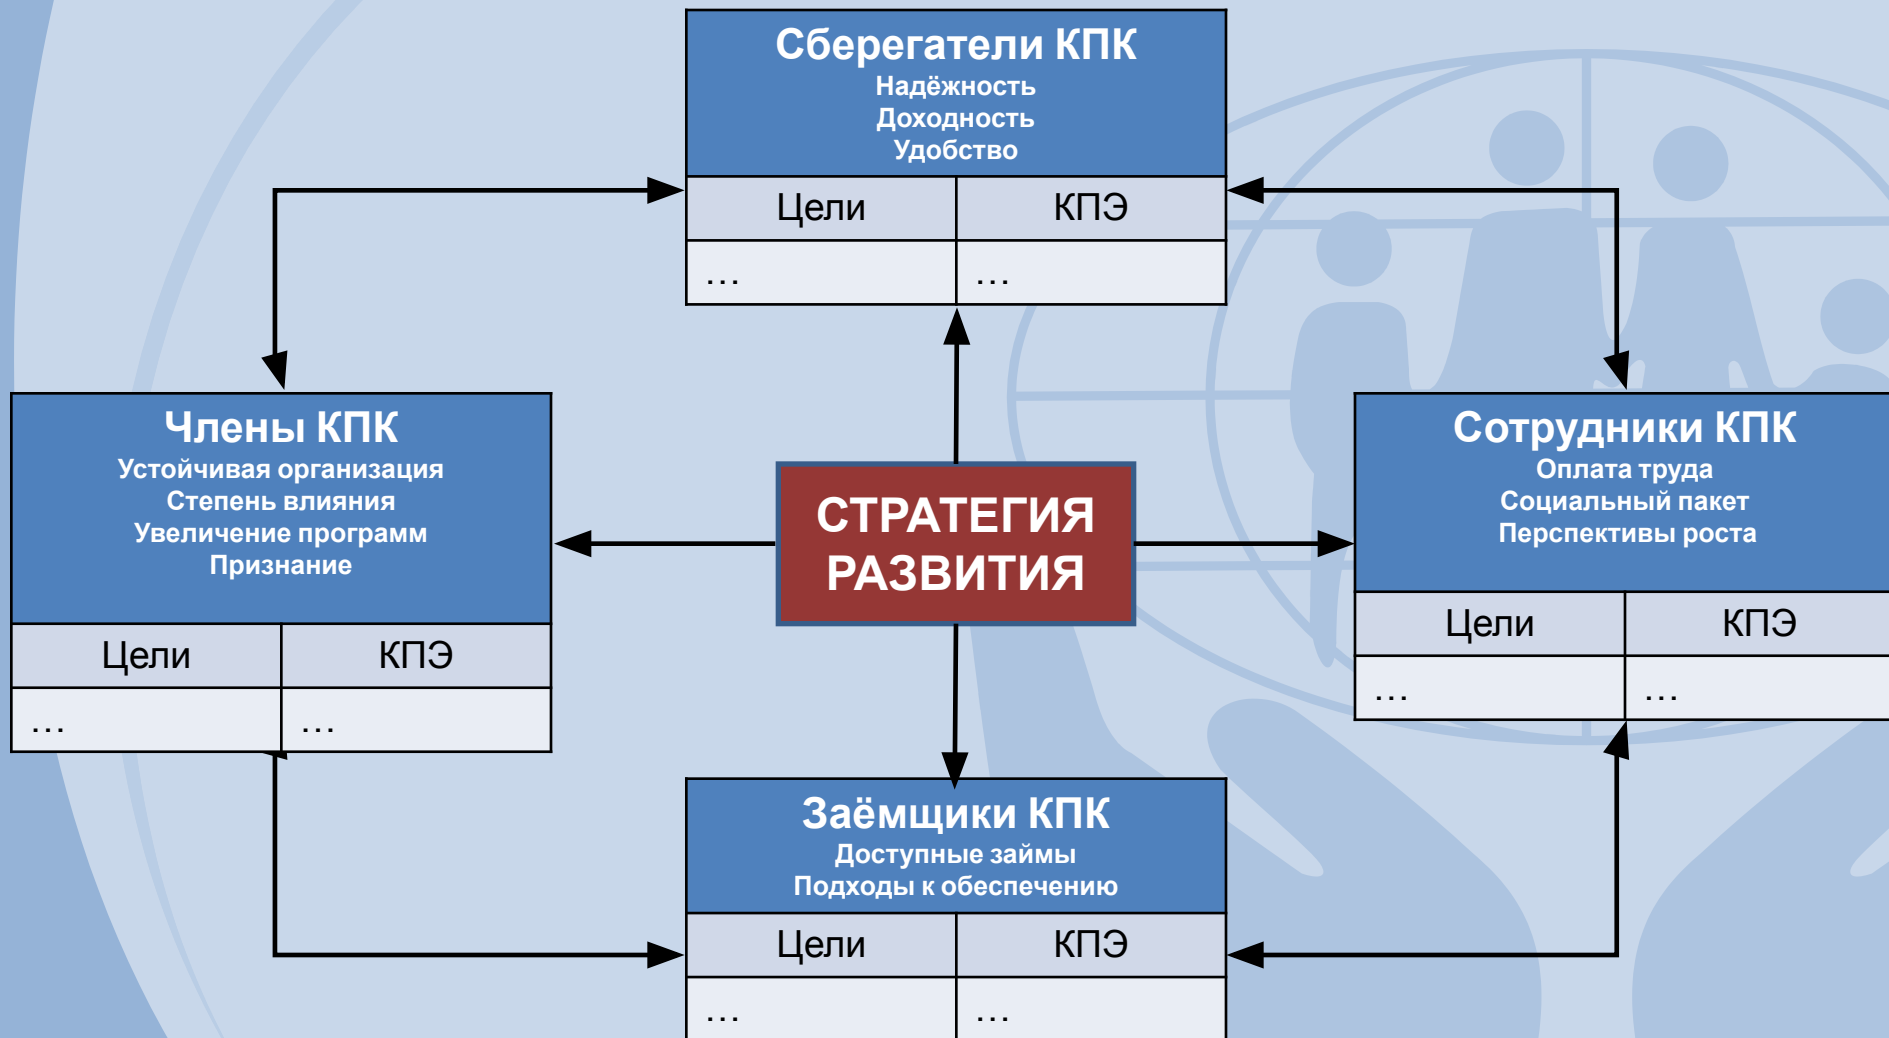 Сберегатели КПК
Надёжность
Доходность
Удобство
Цели КПЭ
... ...
Члены КПК
Устойчивая организация
Степень влияния
Увеличение программ
Признание
Цели КПЭ
... ...
СТРАТЕГИЯ
РАЗВИТИЯ
Сотрудники КПК
Оплата труда
Социальный пакет
Перспективы роста
Цели КПЭ
... ...
Заёмщики КПК
Доступные займы
Подходы к обеспечению
Цели КПЭ
... ...